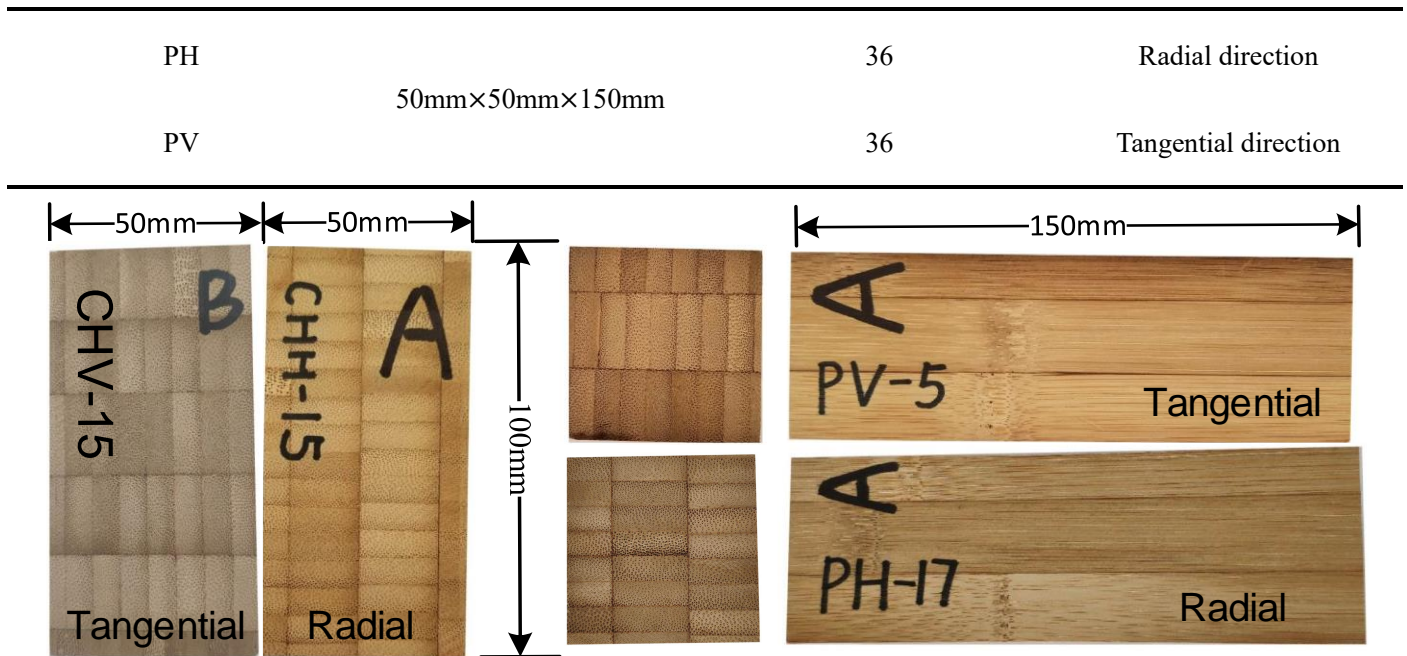 PH 36 Radial direction
50mm×50mm×150mm
PV 36 Tangential direction
50mm 50mm 150mm
CHV-15
B
CHH-15
A
100mm
A
PV-5
Tangential
A
PH-17
Radial
Tangential
Radial